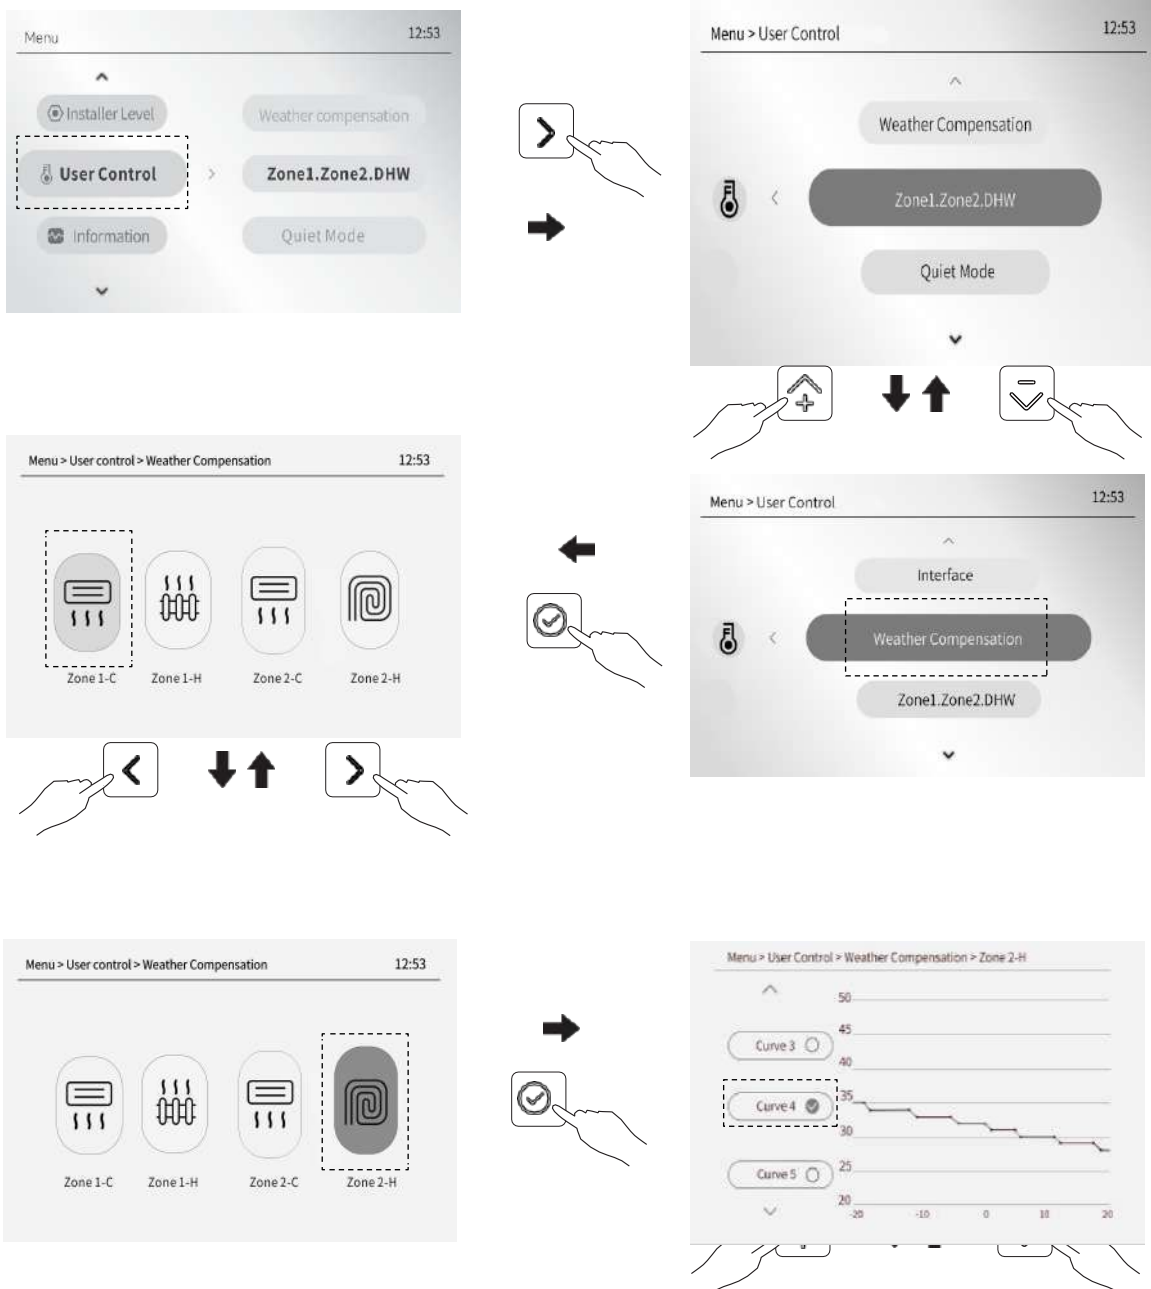 Menu
12:53
Installer Level
Weather compensation
User Control
Zone1.Zone2.DHW
Information
Quiet Mode
Menu > User Control
12:53
Weather Compensation
Zone1.Zone2.DHW
Quiet Mode
Menu > User control > Weather Compensation
12:53
Zone 1-C
Zone 1-H
Zone 2-C
Zone 2-H
Menu > User Control
12:53
Interface
Weather Compensation
Zone1.Zone2.DHW
Menu > User control > Weather Compensation
12:53
Zone 1-C
Zone 1-H
Zone 2-C
Zone 2-H
Menu > User Control > Weather Compensation > Zone 2-H
50
45
Curve 3
40
35
Curve 4
30
25
Curve 5
20
-20 -10 0 10 20